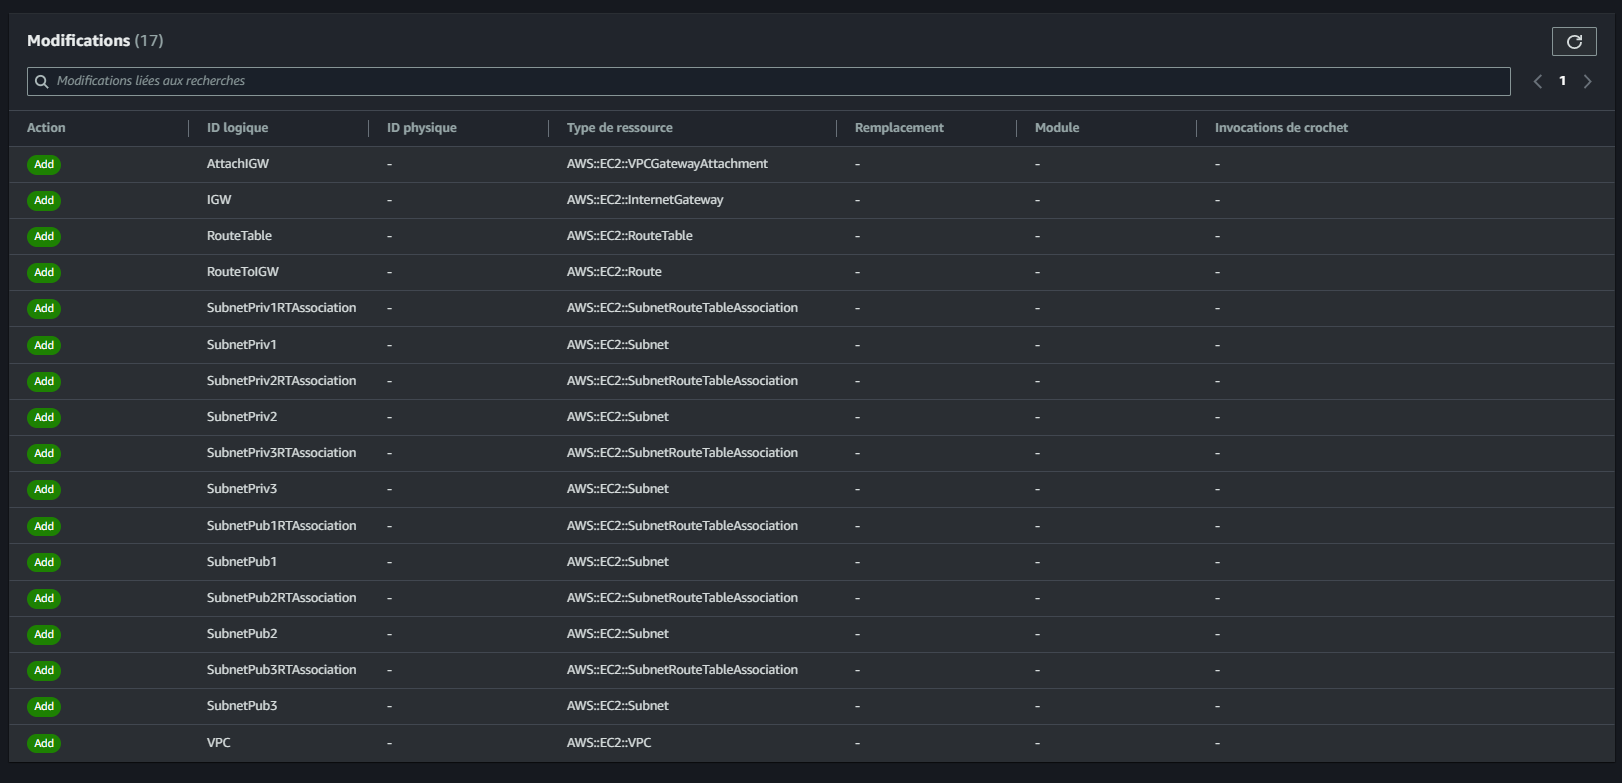 Modifications (17)
Modifications liées aux recherches
1
Action ID logique ID physique Type de ressource Remplacement Module Invocations de crochet
Add AttachIGW - AWS::EC2::VPCGatewayAttachment - - -
Add IGW - AWS::EC2::InternetGateway - - -
Add RouteTable - AWS::EC2::RouteTable - - -
Add RouteToIGW - AWS::EC2::Route - - -
Add SubnetPriv1RTAssociation - AWS::EC2::SubnetRouteTableAssociation - - -
Add SubnetPriv1 - AWS::EC2::Subnet - - -
Add SubnetPriv2RTAssociation - AWS::EC2::SubnetRouteTableAssociation - - -
Add SubnetPriv2 - AWS::EC2::Subnet - - -
Add SubnetPriv3RTAssociation - AWS::EC2::SubnetRouteTableAssociation - - -
Add SubnetPriv3 - AWS::EC2::Subnet - - -
Add SubnetPub1RTAssociation - AWS::EC2::SubnetRouteTableAssociation - - -
Add SubnetPub1 - AWS::EC2::Subnet - - -
Add SubnetPub2RTAssociation - AWS::EC2::SubnetRouteTableAssociation - - -
Add SubnetPub2 - AWS::EC2::Subnet - - -
Add SubnetPub3RTAssociation - AWS::EC2::SubnetRouteTableAssociation - - -
Add SubnetPub3 - AWS::EC2::Subnet - - -
Add VPC - AWS::EC2::VPC - - -